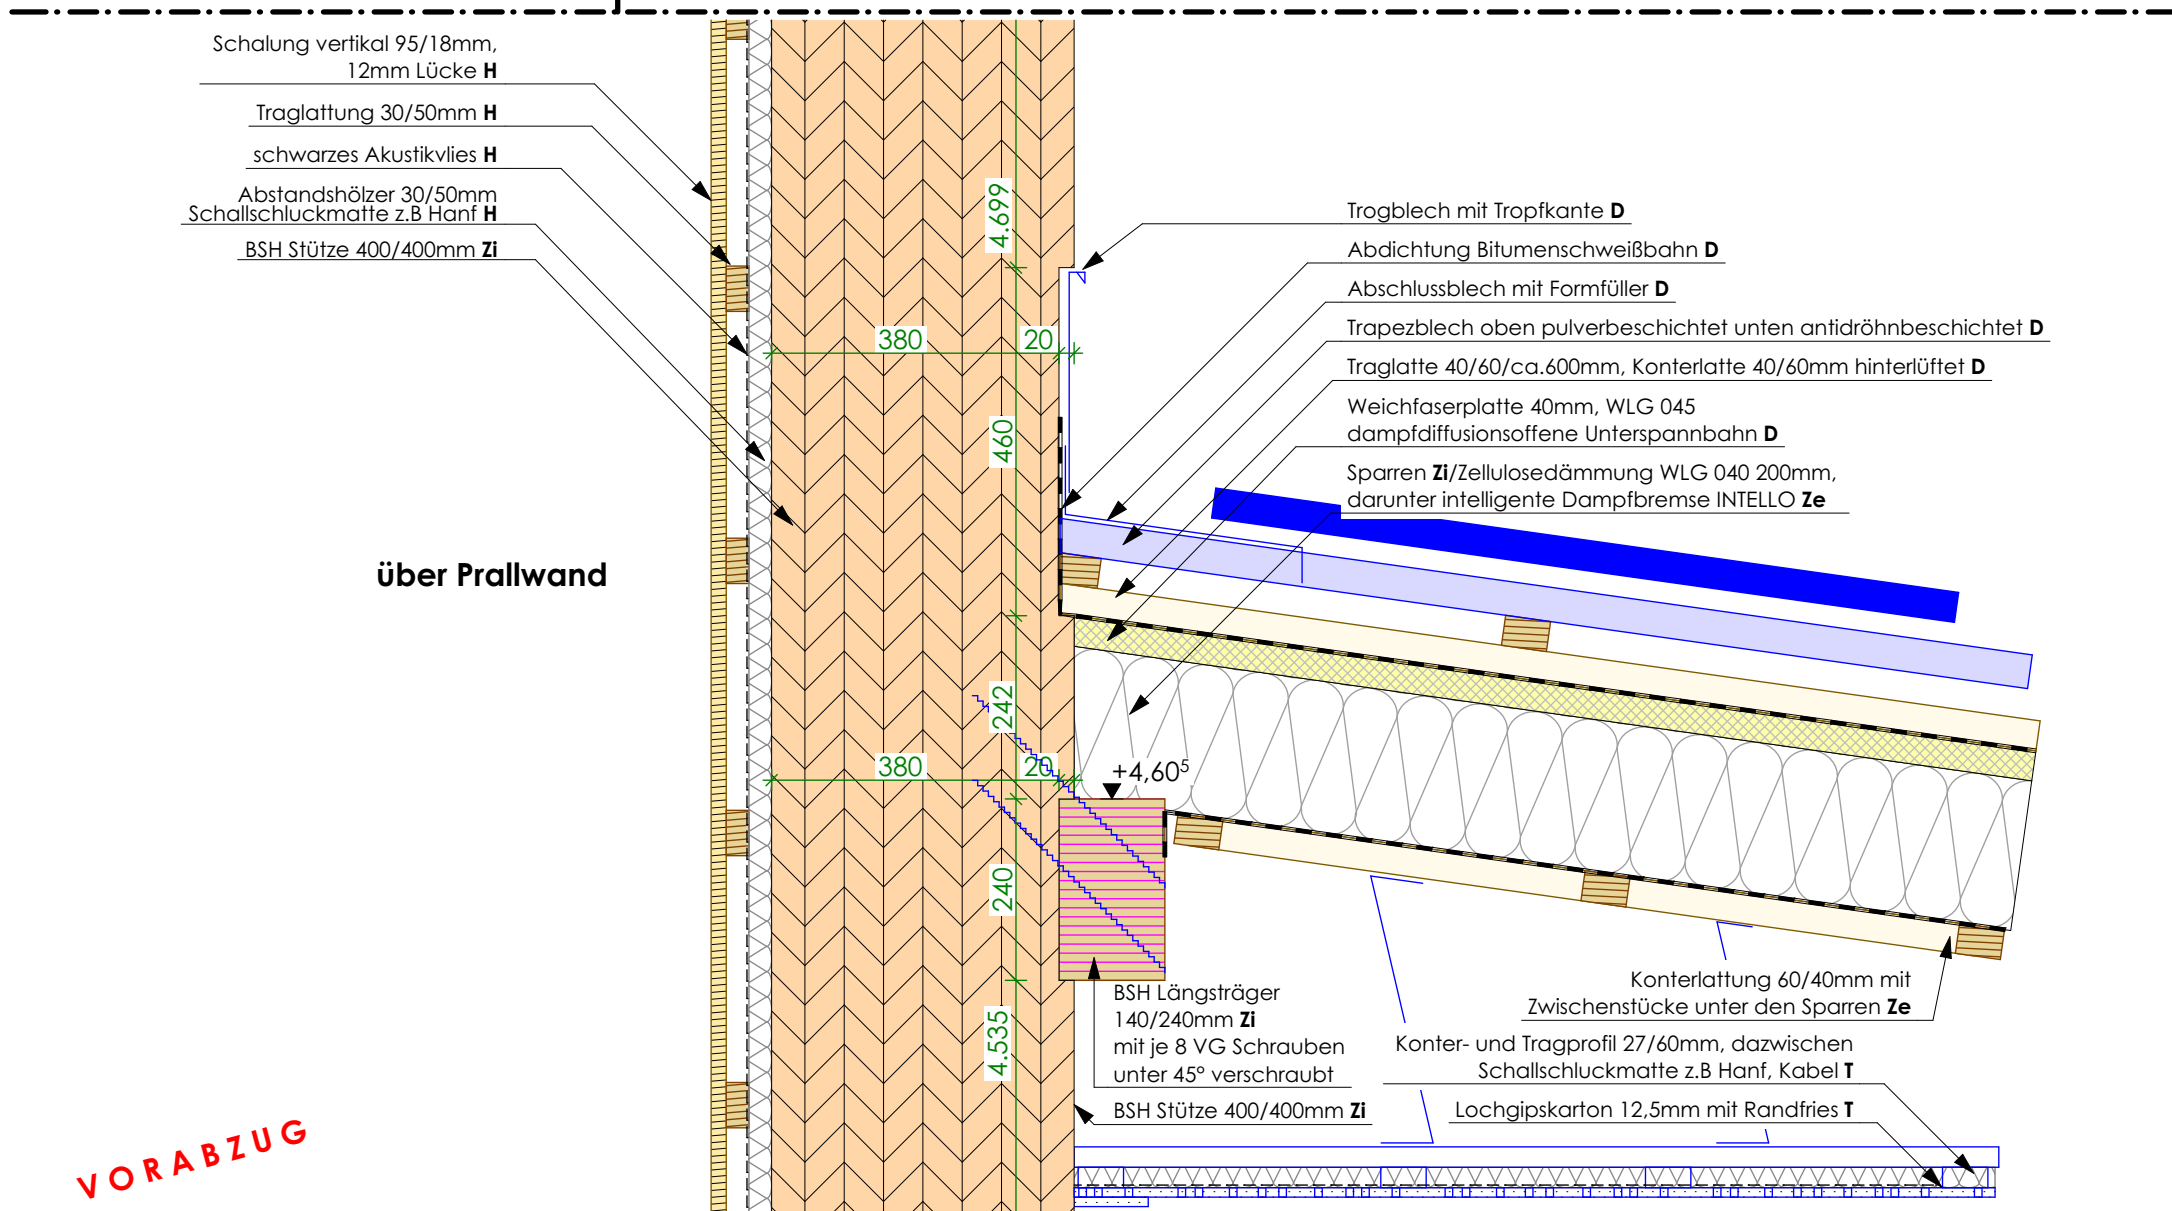 Schalung vertikal 95/18mm,
12mm Lücke H
Traglattung 30/50mm H
schwarzes Akustikvlies H
Abstandshölzer 30/50mm
Schallschluckmatte z.B Hanf H
BSH Stütze 400/400mm Zi
über Prallwand
VORABZUG
4.699
380
20
460
242
380
20
240
4.535
+4,60⁵
Trogblech mit Tropfkante D
Abdichtung Bitumenschweißbahn D
Abschlussblech mit Formfüller D
Trapezblech oben pulverbeschichtet unten antidröhnbeschichtet D
Traglatte 40/60/ca.600mm, Konterlatte 40/60mm hinterlüftet D
Weichfaserplatte 40mm, WLG 045
dampfdiffusionsoffene Unterspannbahn D
Sparren Zi/Zellulosedämmung WLG 040 200mm,
darunter intelligente Dampfbremse INTELLO Ze
BSH Längsträger
140/240mm Zi
mit je 8 VG Schrauben
unter 45° verschraubt
BSH Stütze 400/400mm Zi
Konterlattung 60/40mm mit
Zwischenstücke unter den Sparren Ze
Konter- und Tragprofil 27/60mm, dazwischen
Schallschluckmatte z.B Hanf, Kabel T
Lochgipskarton 12,5mm mit Randfries T